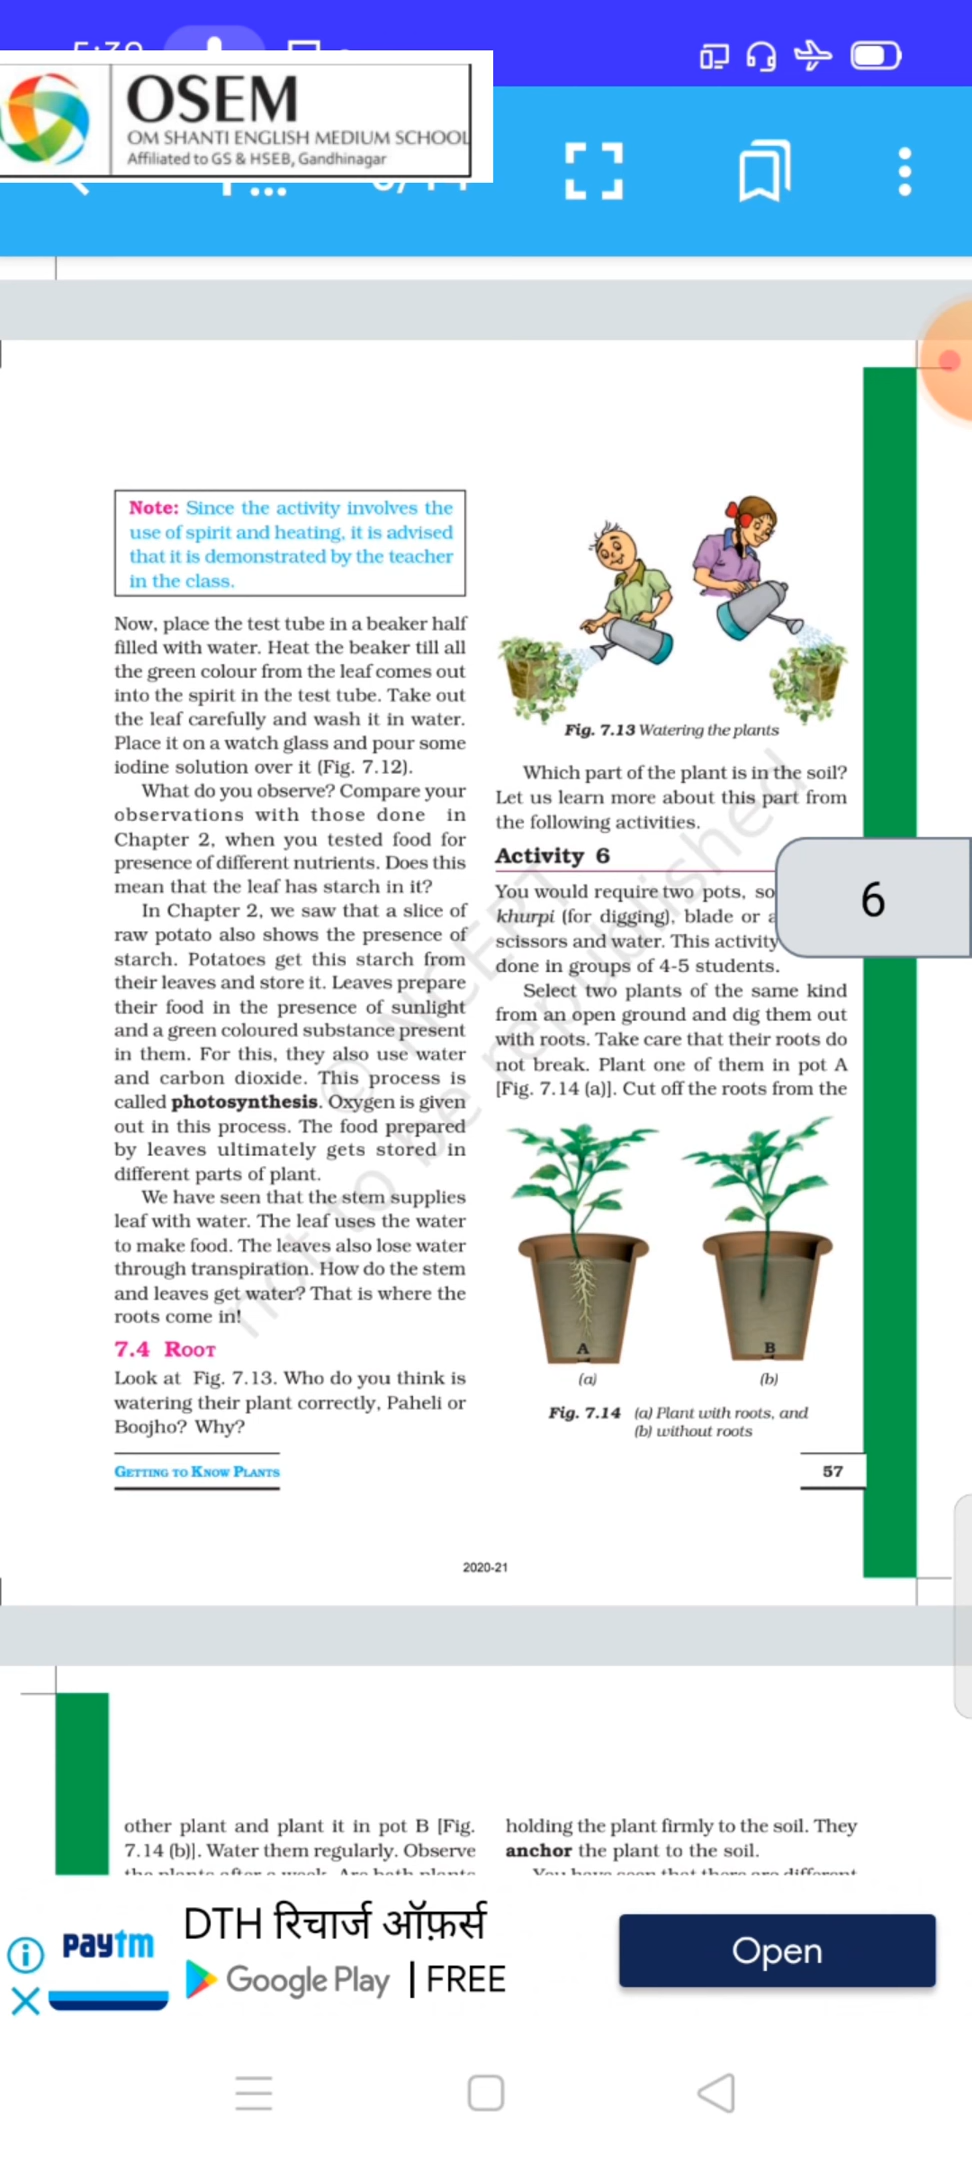 OSEM
OM SHANTI ENGLISH MEDIUM SCHOOL
Affiliated to GS & HSEB, Gandhinagar
Note: Since the activity involves the
use of spirit and heating, it is advised
that it is demonstrated by the teacher
in the class.
Now, place the test tube in a beaker half
filled with water. Heat the beaker till all
the green colour from the leaf comes out
into the spirit in the test tube. Take out
the leaf carefully and wash it in water.
Place it on a watch glass and pour some
iodine solution over it (Fig. 7.12).
What do you observe? Compare your
observations with those done in
Chapter 2, when you tested food for
presence of different nutrients. Does this
mean that the leaf has starch in it?
In Chapter 2, we saw that a slice of
raw potato also shows the presence of
starch. Potatoes get this starch from
their leaves and store it. Leaves prepare
their food in the presence of sunlight
and a green coloured substance present
in them. For this, they also use water
and carbon dioxide. This process is
called photosynthesis. Oxygen is given
out in this process. The food prepared
by leaves ultimately gets stored in
different parts of plant.
We have seen that the stem supplies
leaf with water. The leaf uses the water
to make food. The leaves also lose water
through transpiration. How do the stem
and leaves get water? That is where the
roots come in!
7.4 ROOT
Look at Fig. 7.13. Who do you think is
watering their plant correctly, Paheli or
Boojho? Why?
Fig. 7.13 Watering the plants
Which part of the plant is in the soil?
Let us learn more about this part from
the following activities.
Activity 6
You would require two pots, so
khurpi (for digging), blade or a
scissors and water. This activity
done in groups of 4-5 students.
Select two plants of the same kind
from an open ground and dig them out
with roots. Take care that their roots do
not break. Plant one of them in pot A
[Fig. 7.14 (a)]. Cut off the roots from the
6
A
B
(a)
(b)
Fig. 7.14 (a) Plant with roots, and
(b) without roots
GETTING TO KNOW PLANTS
57
© NCERT
not to be republished
2020-21
other plant and plant it in pot B [Fig.
7.14 (b)]. Water them regularly. Observe
the plants after a week. Are both plants
holding the plant firmly to the soil. They
anchor the plant to the soil.
You have seen that there are different
paytm
DTH रिचार्ज ऑफ़र्स
Google Play | FREE
Open